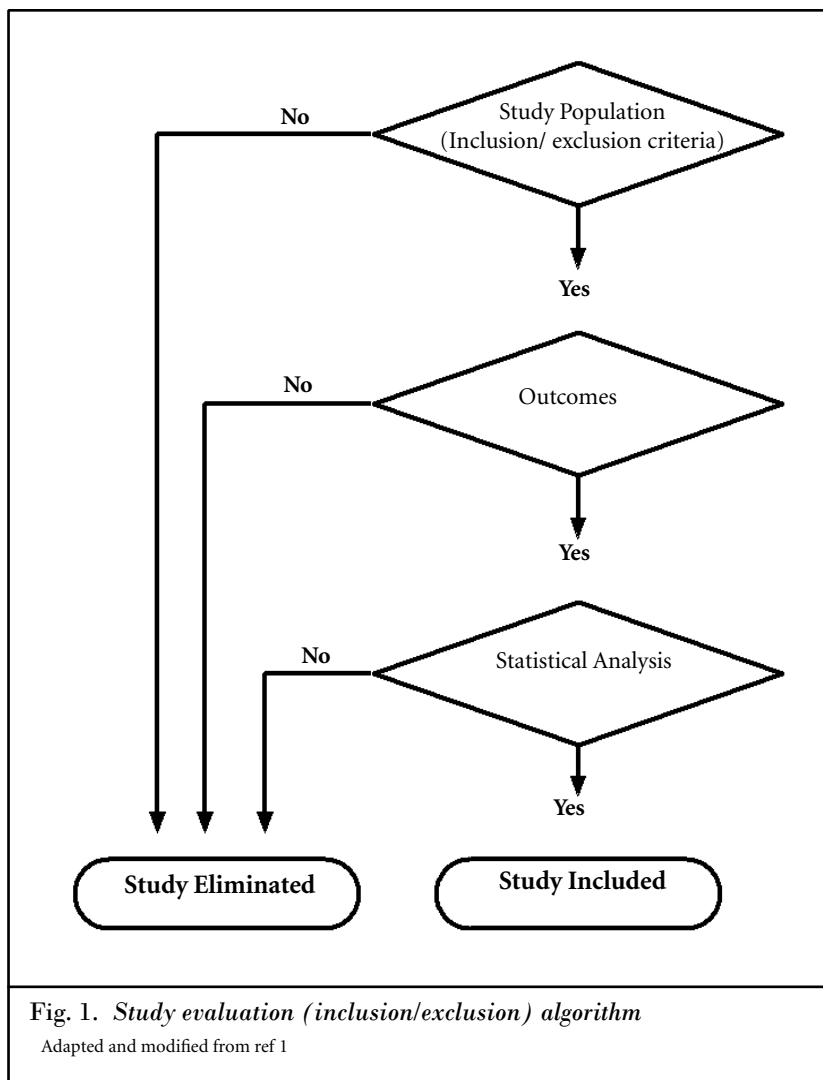 Study Population
(Inclusion/ exclusion criteria)
No
Yes
Outcomes
No
Yes
Statistical Analysis
No
Yes
Study Eliminated
Study Included
Fig. 1. Study evaluation (inclusion/exclusion) algorithm
Adapted and modified from ref 1